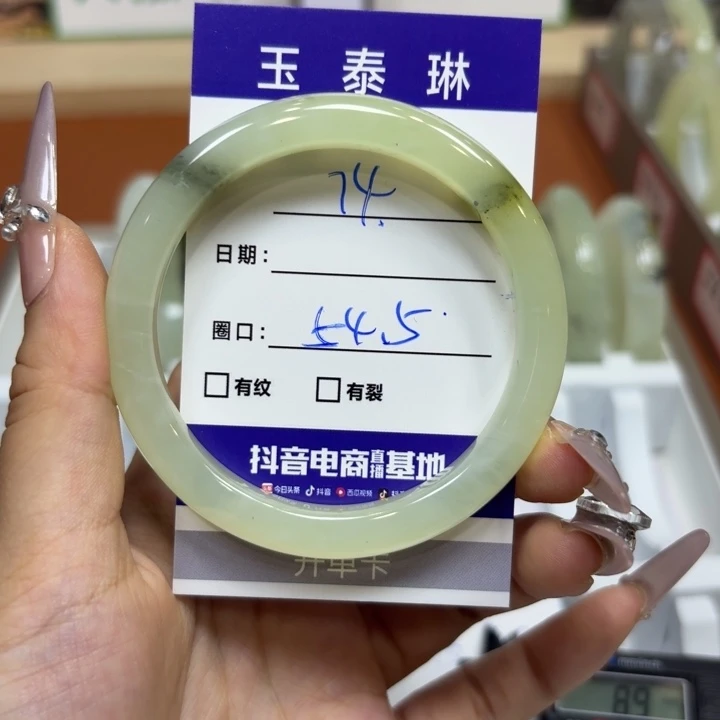 玉泰琳
74.
日期：
圈口：54.5
□有纹 □有裂
抖音电商直播基地
今日头条 抖音 西瓜视频
开单卡
89